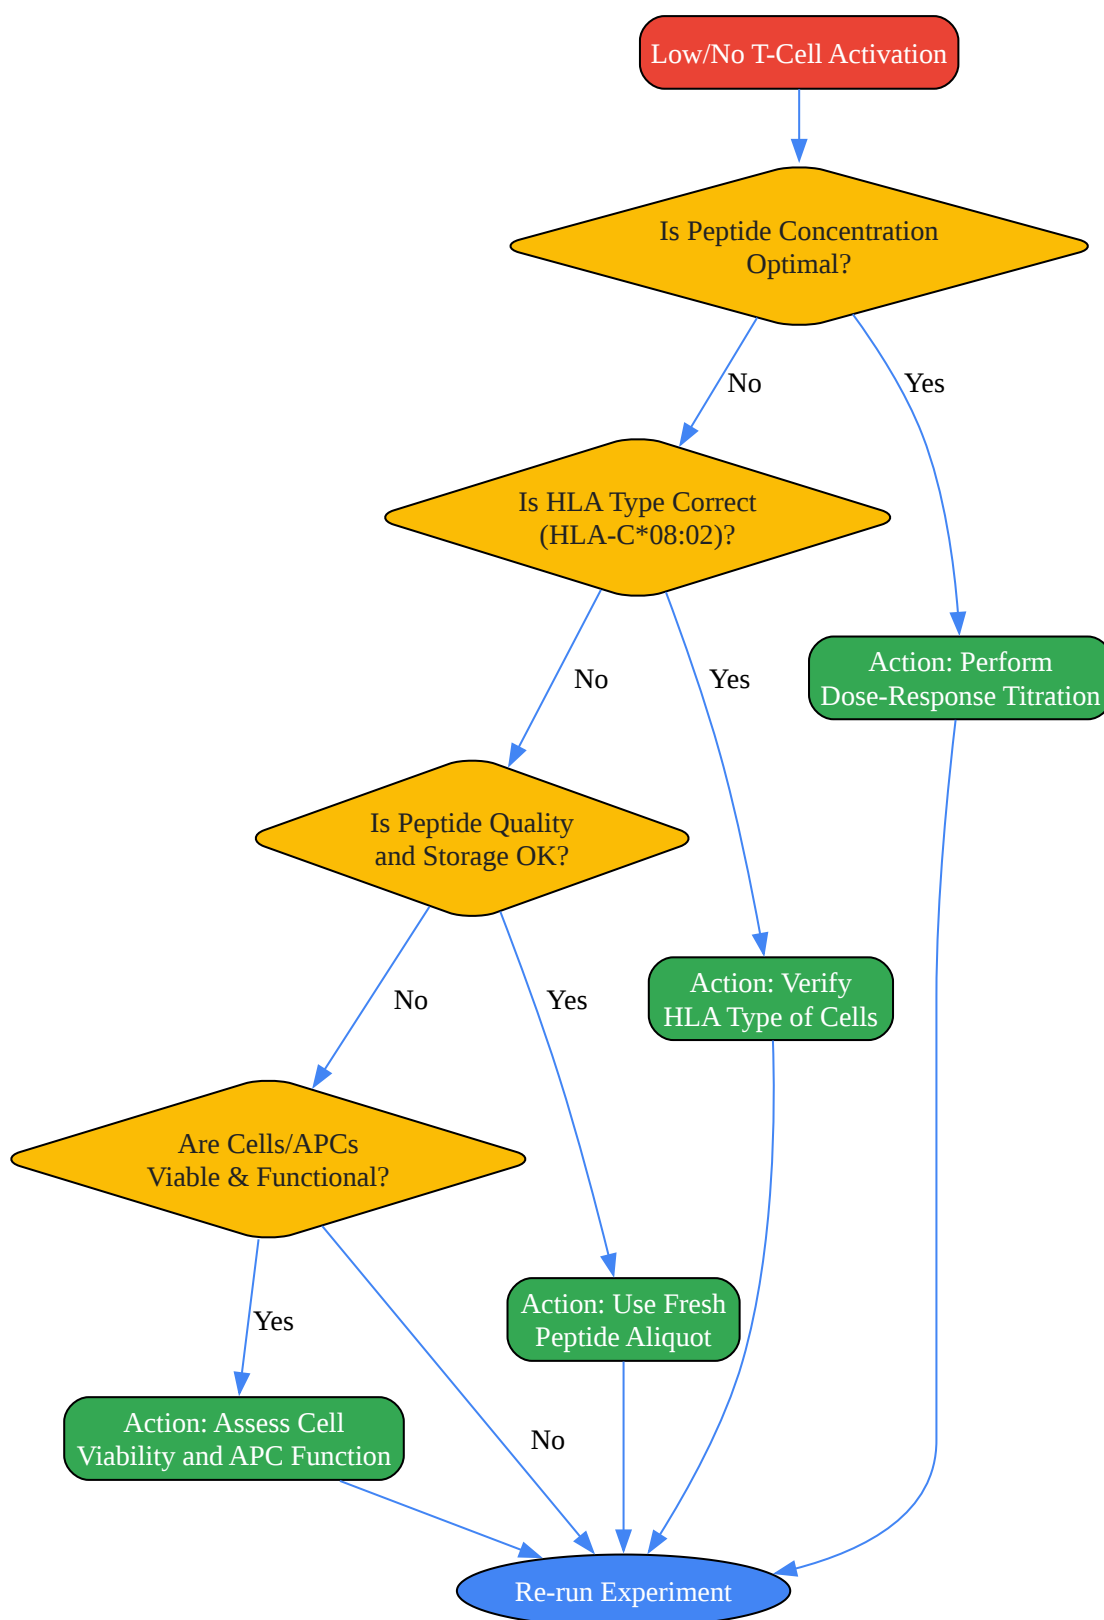 Low/No T-Cell Activation
Is Peptide Concentration
Optimal?
No
Yes
Is HLA Type Correct
(HLA-C*08:02)?
No
Yes
Action: Perform
Dose-Response Titration
Is Peptide Quality
and Storage OK?
No
Yes
Action: Verify
HLA Type of Cells
Are Cells/APCs
Viable & Functional?
Yes
No
Action: Use Fresh
Peptide Aliquot
Action: Assess Cell
Viability and APC Function
Re-run Experiment